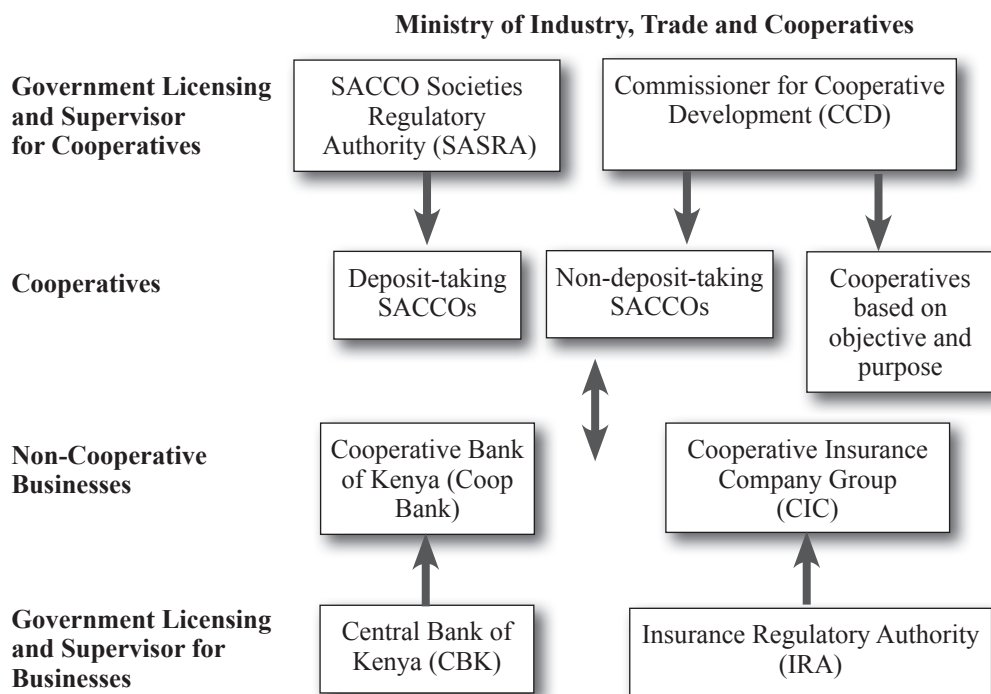 Ministry of Industry, Trade and Cooperatives
Government Licensing
and Supervisor
for Cooperatives
SACCO Societies
Regulatory
Authority (SASRA)
Commissioner for Cooperative
Development (CCD)
Cooperatives
Deposit-taking
SACCOs
Non-deposit-taking
SACCOs
Cooperatives
based on
objective and
purpose
Non-Cooperative
Businesses
Cooperative Bank
of Kenya (Coop
Bank)
Cooperative Insurance
Company Group
(CIC)
Government Licensing
and Supervisor for
Businesses
Central Bank of
Kenya (CBK)
Insurance Regulatory Authority
(IRA)